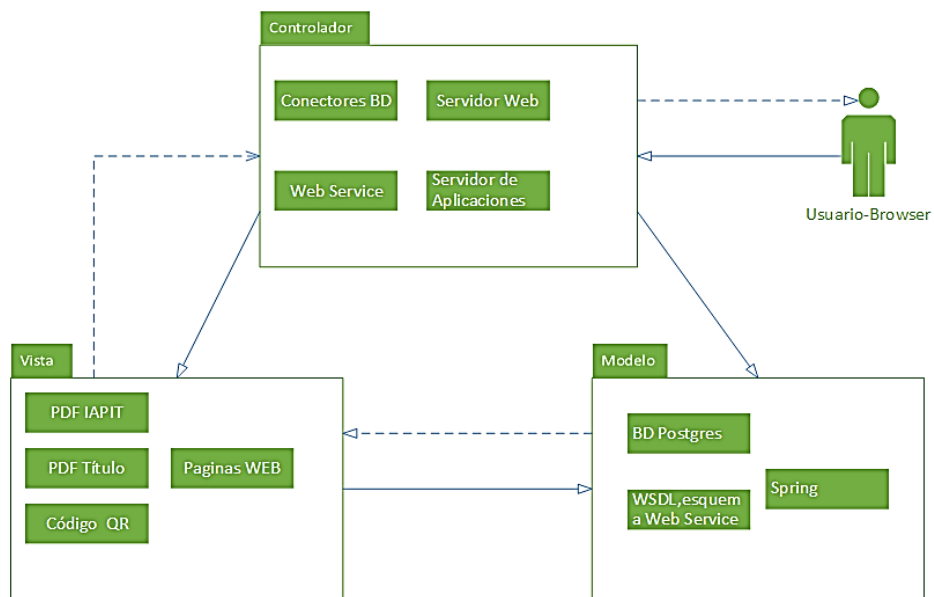 Controlador
Conectores BD
Servidor Web
Web Service
Servidor de
Aplicaciones
Usuario-Browser
Vista
PDF IAPIT
PDF Título
Paginas WEB
Código QR
Modelo
BD Postgres
Spring
WSDL,esquem
a Web Service